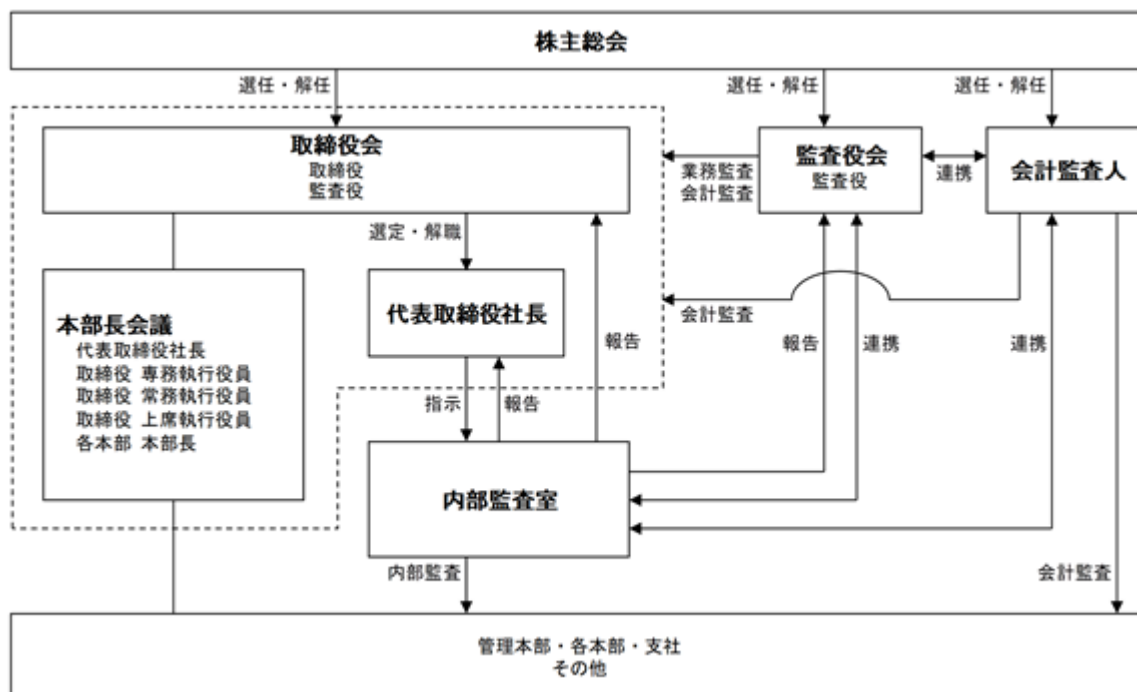 株主総会
選任・解任
選任・解任
選任・解任
取締役会
取締役
監査役
監査役会
監査役
会計監査人
業務監査
会計監査
連携
選定・解職
代表取締役社長
本部長会議
代表取締役社長
取締役 専務執行役員
取締役 常務執行役員
取締役 上席執行役員
各本部 本部長
会計監査
報告
報告
連携
連携
指示
報告
内部監査室
内部監査
会計監査
管理本部・各本部・支社
その他